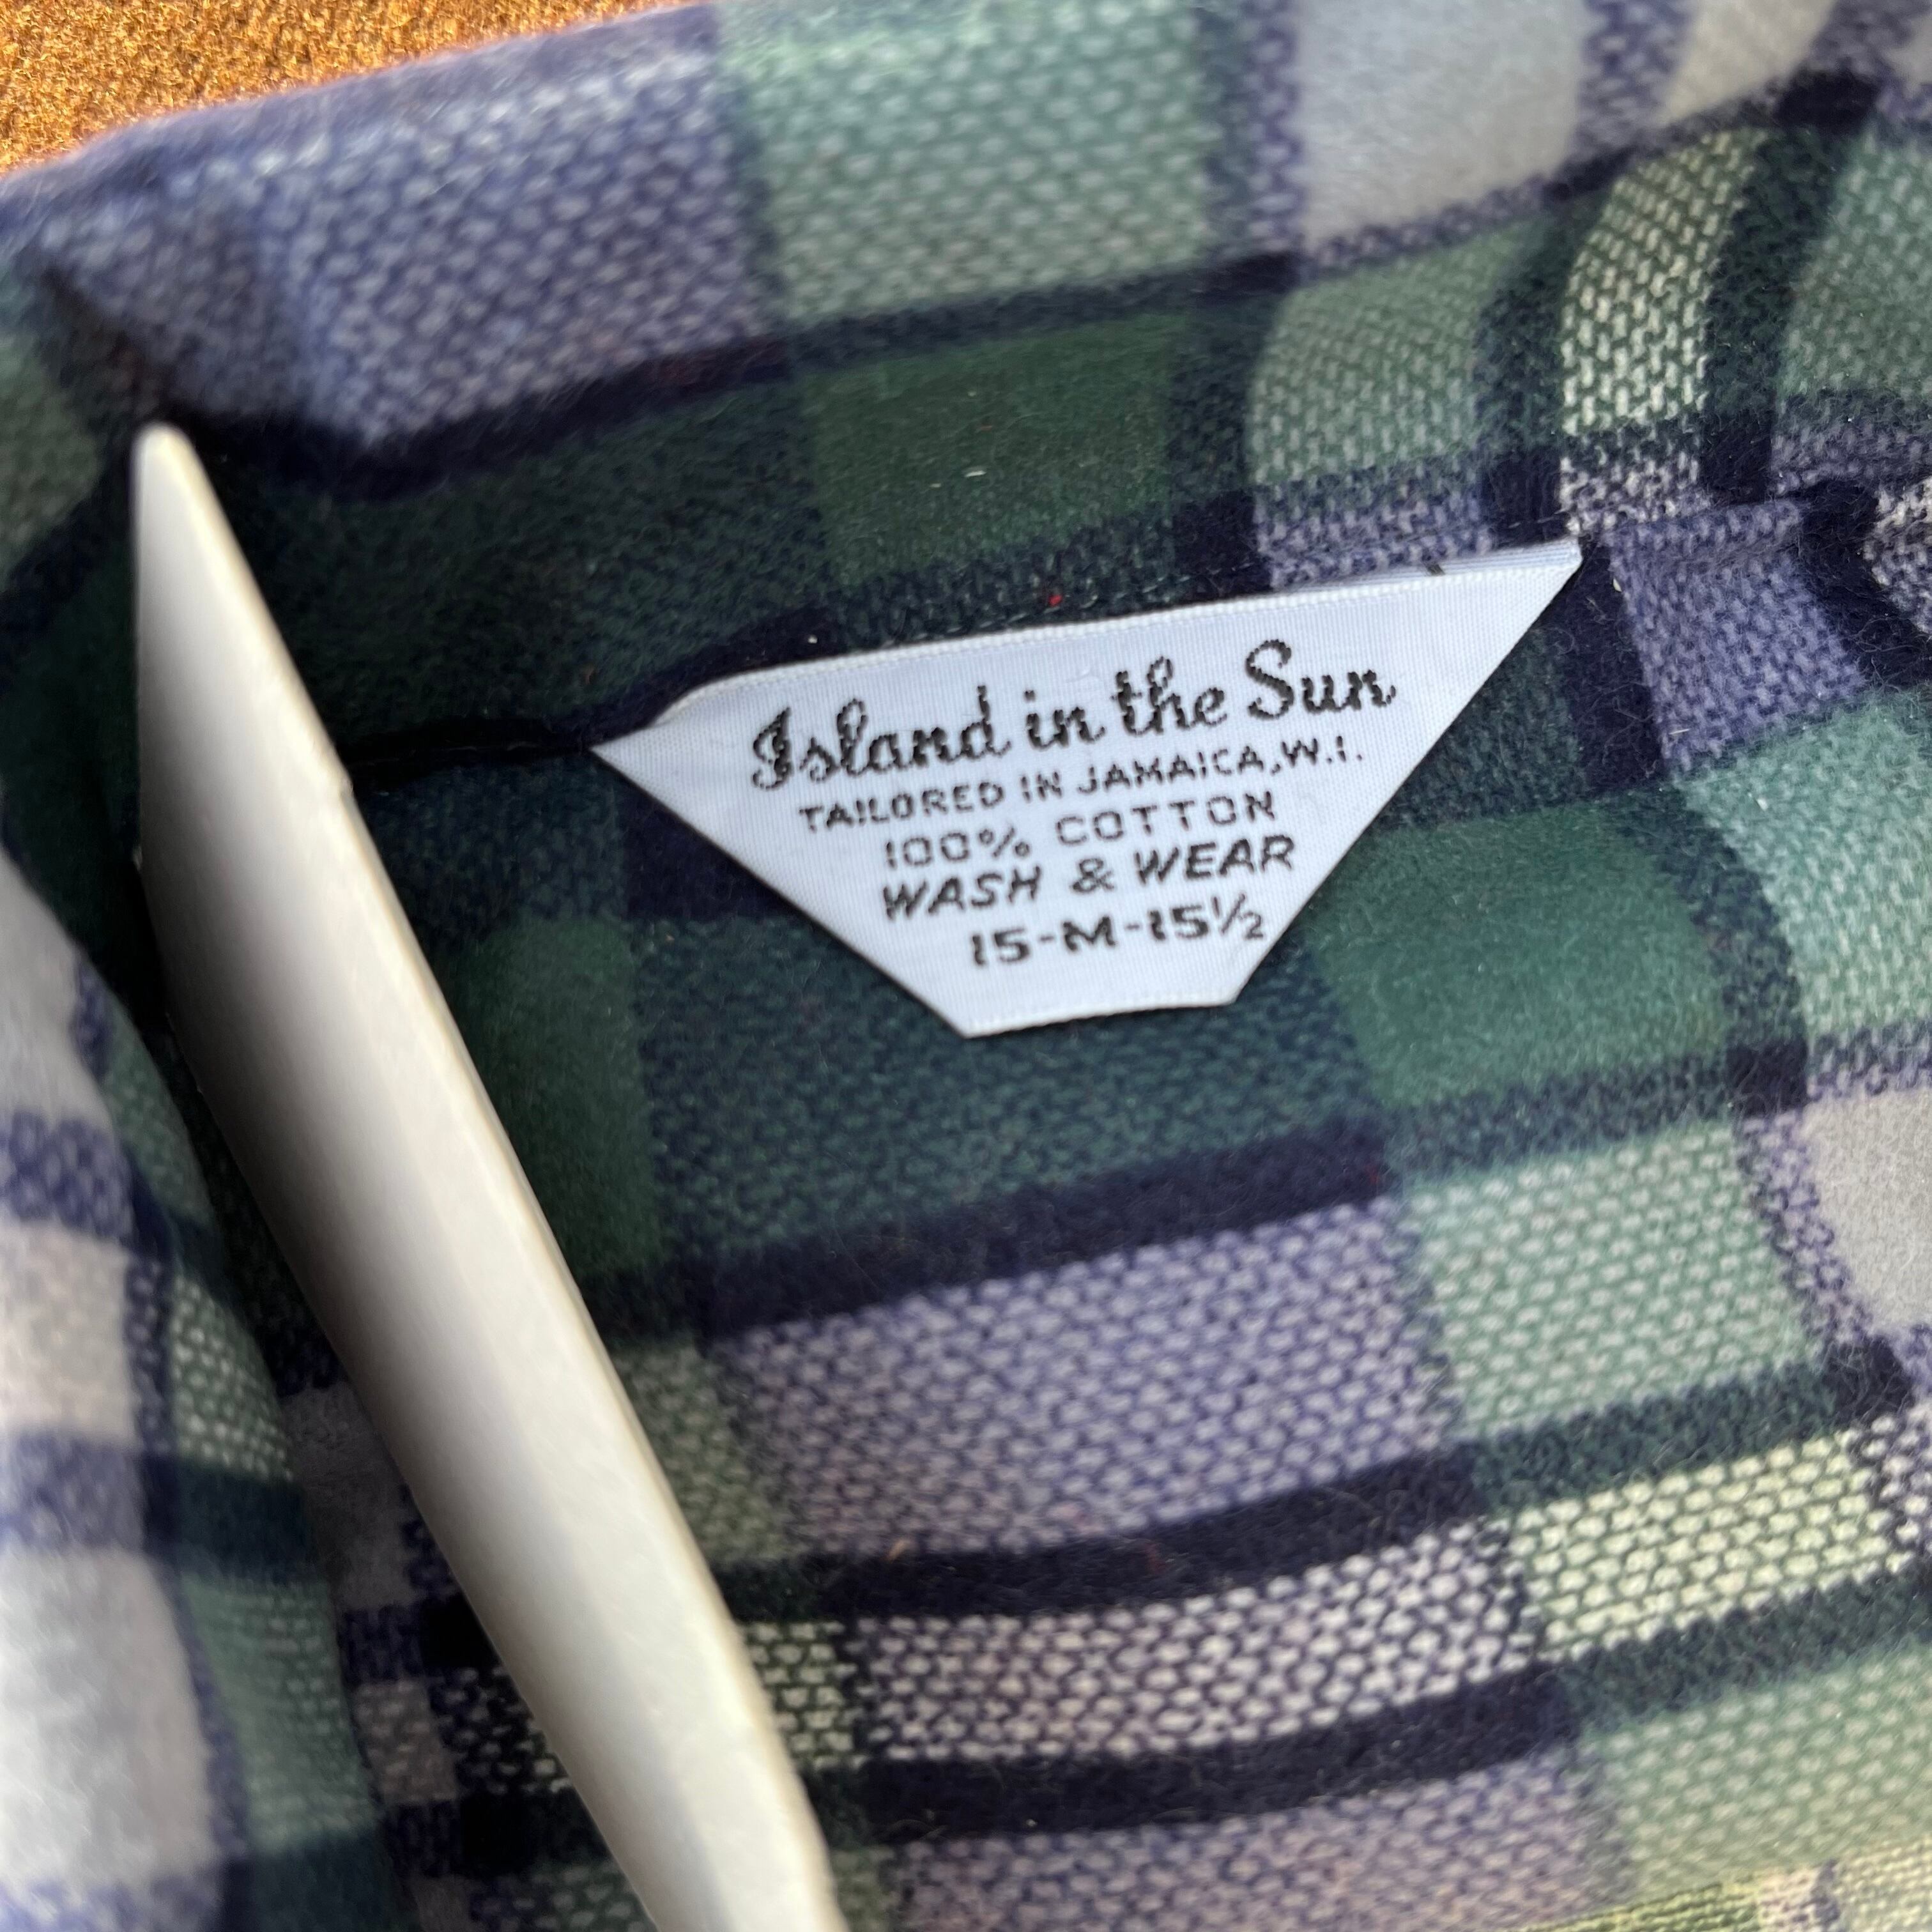 Island in the Sun
TAILORED IN JAMAICA, W.I.
100% COTTON
WASH & WEAR
15-M-15½